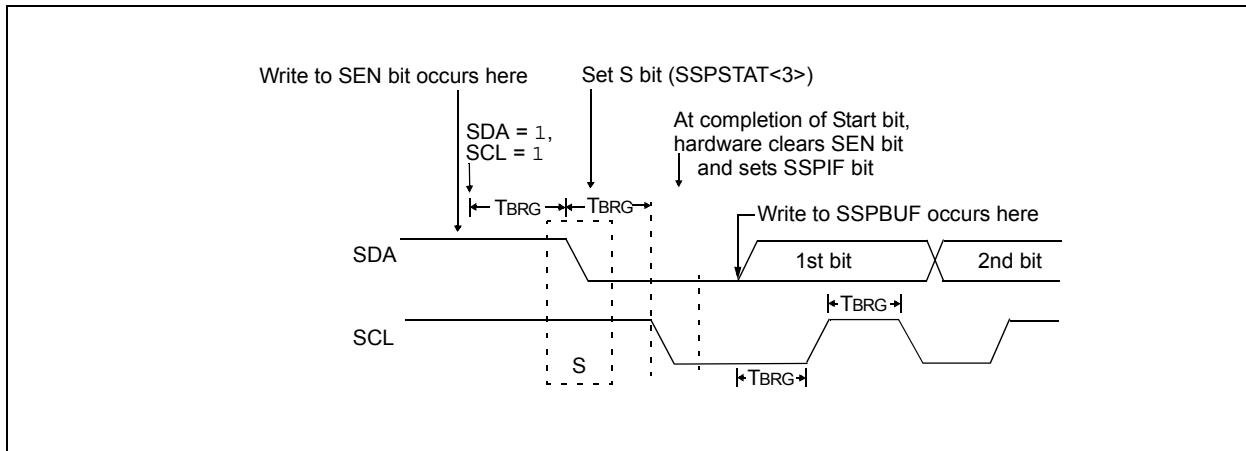 Write to SEN bit occurs here
Set S bit (SSPSTAT<3>)
SDA = 1,
SCL = 1
At completion of Start bit,
hardware clears SEN bit
and sets SSPIF bit
TBRG
TBRG
Write to SSPBUF occurs here
SDA
1st bit
2nd bit
TBRG
SCL
S
TBRG